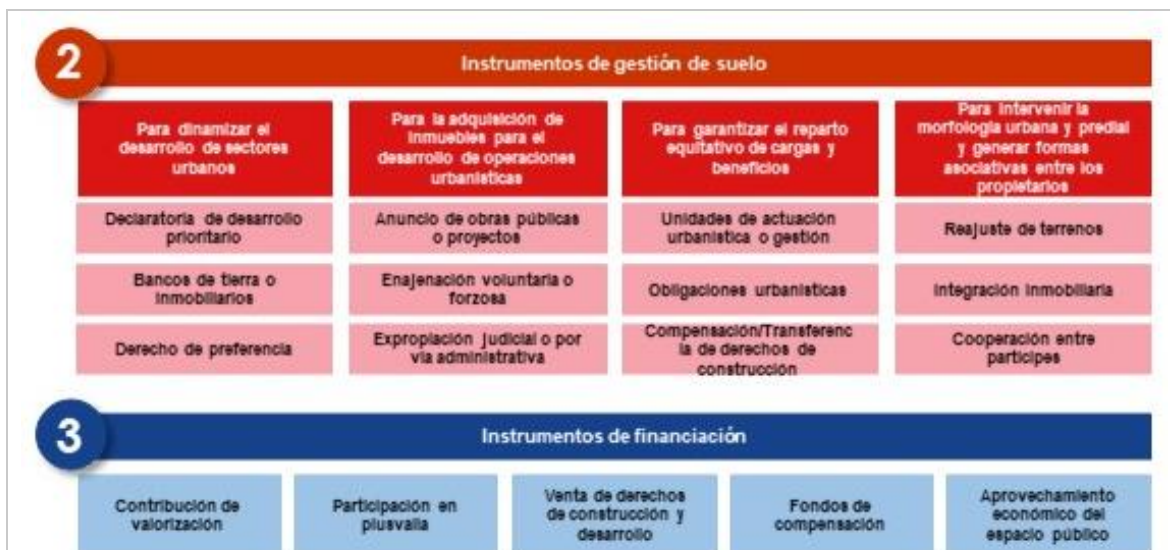 2
Instrumentos de gestión de suelo
Para dinamizar el
desarrollo de sectores
urbanos
Para la adquisición de
inmuebles para el
desarrollo de operaciones
urbanísticas
Para garantizar el reparto
equitativo de cargas y
beneficios
Para intervenir la
morfología urbana y predial
y generar formas
asociativas entre los
propietarios
Declaratoria de desarrollo
prioritario
Anuncio de obras públicas
o proyectos
Unidades de actuación
urbanística o gestión
Reajuste de terrenos
Bancos de tierra o
inmobiliarios
Enajenación voluntaria o
forzosa
Obligaciones urbanísticas
Integración inmobiliaria
Derecho de preferencia
Expropiación judicial o por
vía administrativa
Compensación/Transferenc
ia de derechos de
construcción
Cooperación entre
partícipes
3
Instrumentos de financiación
Contribución de
valorización
Participación en
plusvalía
Venta de derechos
de construcción y
desarrollo
Fondos de
compensación
Aprovechamiento
económico del
espacio público